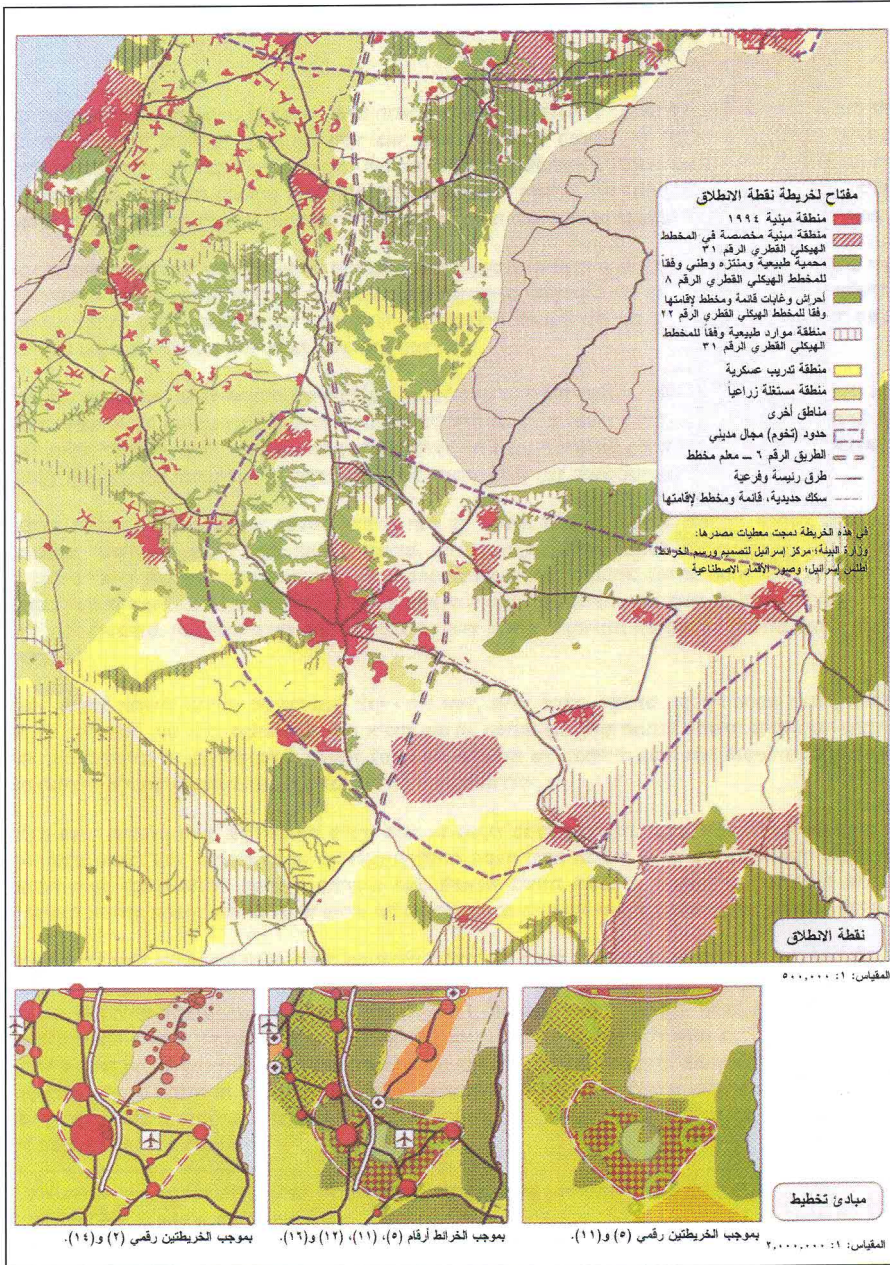 مفتاح لخريطة نقطة الانطلاق
منطقة مبنية ١٩٩٤
منطقة مبنية مخصصة في المخطط
الهيكلي القطري الرقم ٣١
محمية طبيعية ومنتزه وطني وفقاً
للمخطط الهيكلي القطري الرقم ٨
أحراش وغابات قائمة ومخطط لإقامتها
وفقاً للمخطط الهيكلي القطري الرقم ٢٢
منطقة موارد طبيعية وفقاً للمخطط
الهيكلي القطري الرقم ٣١
منطقة تدريب عسكرية
منطقة مستغلة زراعياً
مناطق أخرى
حدود (تخوم) مجال مديني
الطريق الرقم ٦ ــ معلم مخطط
طرق رئيسة وفرعية
سكك حديدية، قائمة ومخطط لإقامتها
في هذه الخريطة دمجت معطيات مصدرها:
وزارة البيئة؛ مركز إسرائيل لتصميم ورسم الخرائط؛
أطلس إسرائيل؛ وصور الأقمار الاصطناعية
نقطة الانطلاق
المقياس: ١: ٥٠٠,٠٠٠
مبادئ تخطيط
المقياس: ١: ٢,٠٠٠,٠٠٠
بموجب الخريطتين رقمي (٥) و(١١).
بموجب الخرائط أرقام (٥)، (١١)، (١٢) و(١٦).
بموجب الخريطتين رقمي (٢) و(١٤).